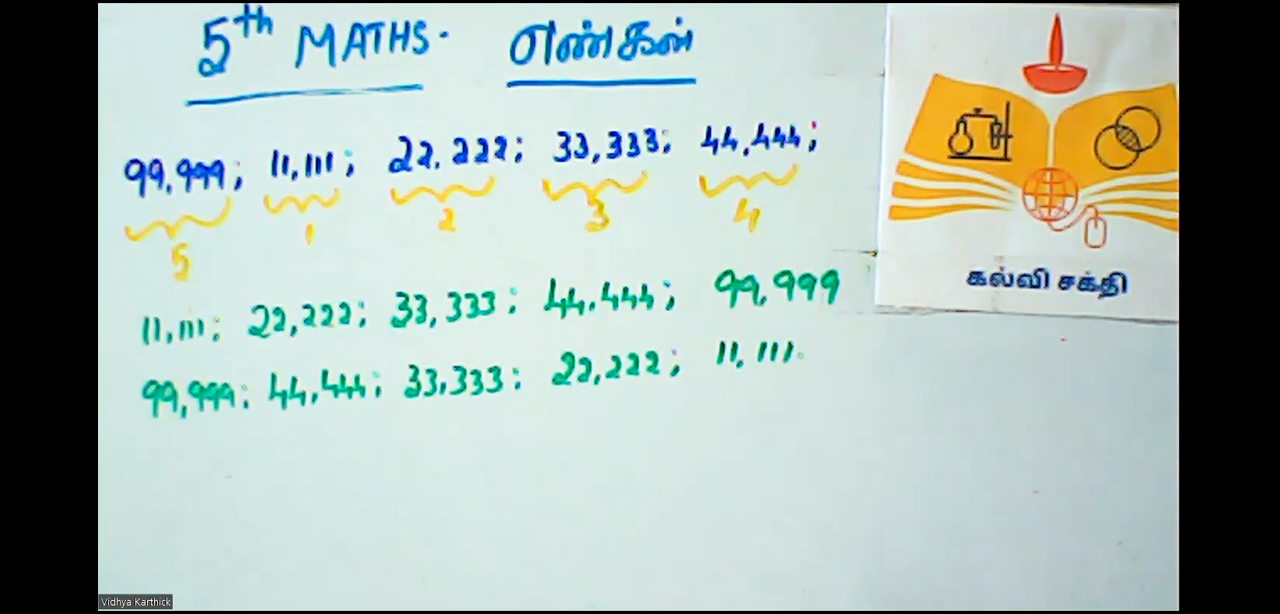 5th MATHS. எண்கள்
99,999; 11,111; 22,222; 33,333; 44,444;
5 1 2 3 4
11,111; 22,222; 33,333; 44,444; 99,999
99,999; 44,444; 33,333; 22,222; 11,111.
கல்வி சக்தி
Vidhya Karthick